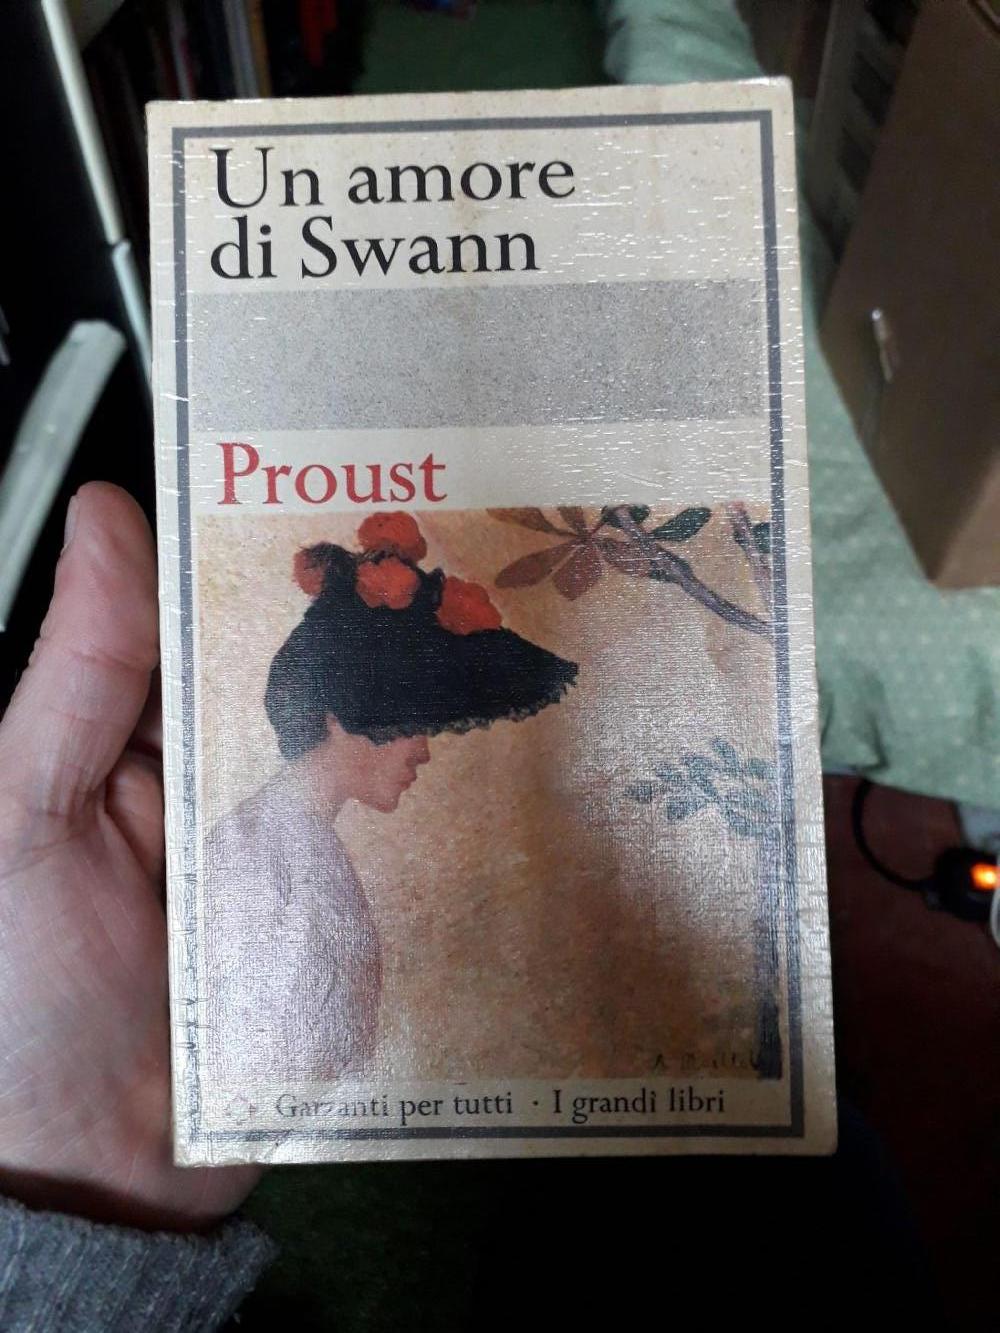 Un amore
di Swann
Proust
Garzanti per tutti · I grandi libri